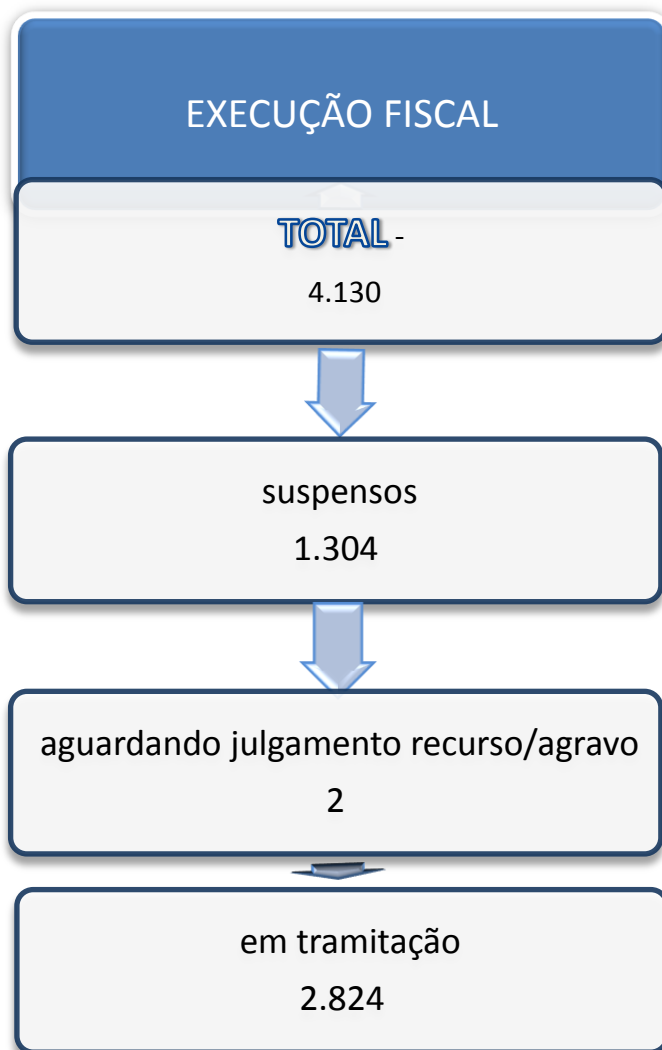 EXECUÇÃO FISCAL
TOTAL -
4.130
suspensos
1.304
aguardando julgamento recurso/agravo
2
em tramitação
2.824